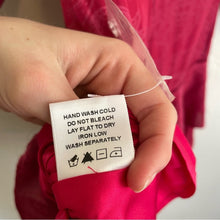 HAND WASH COLD
DO NOT BLEACH
LAY FLAT TO DRY
IRON LOW
WASH SEPARATELY